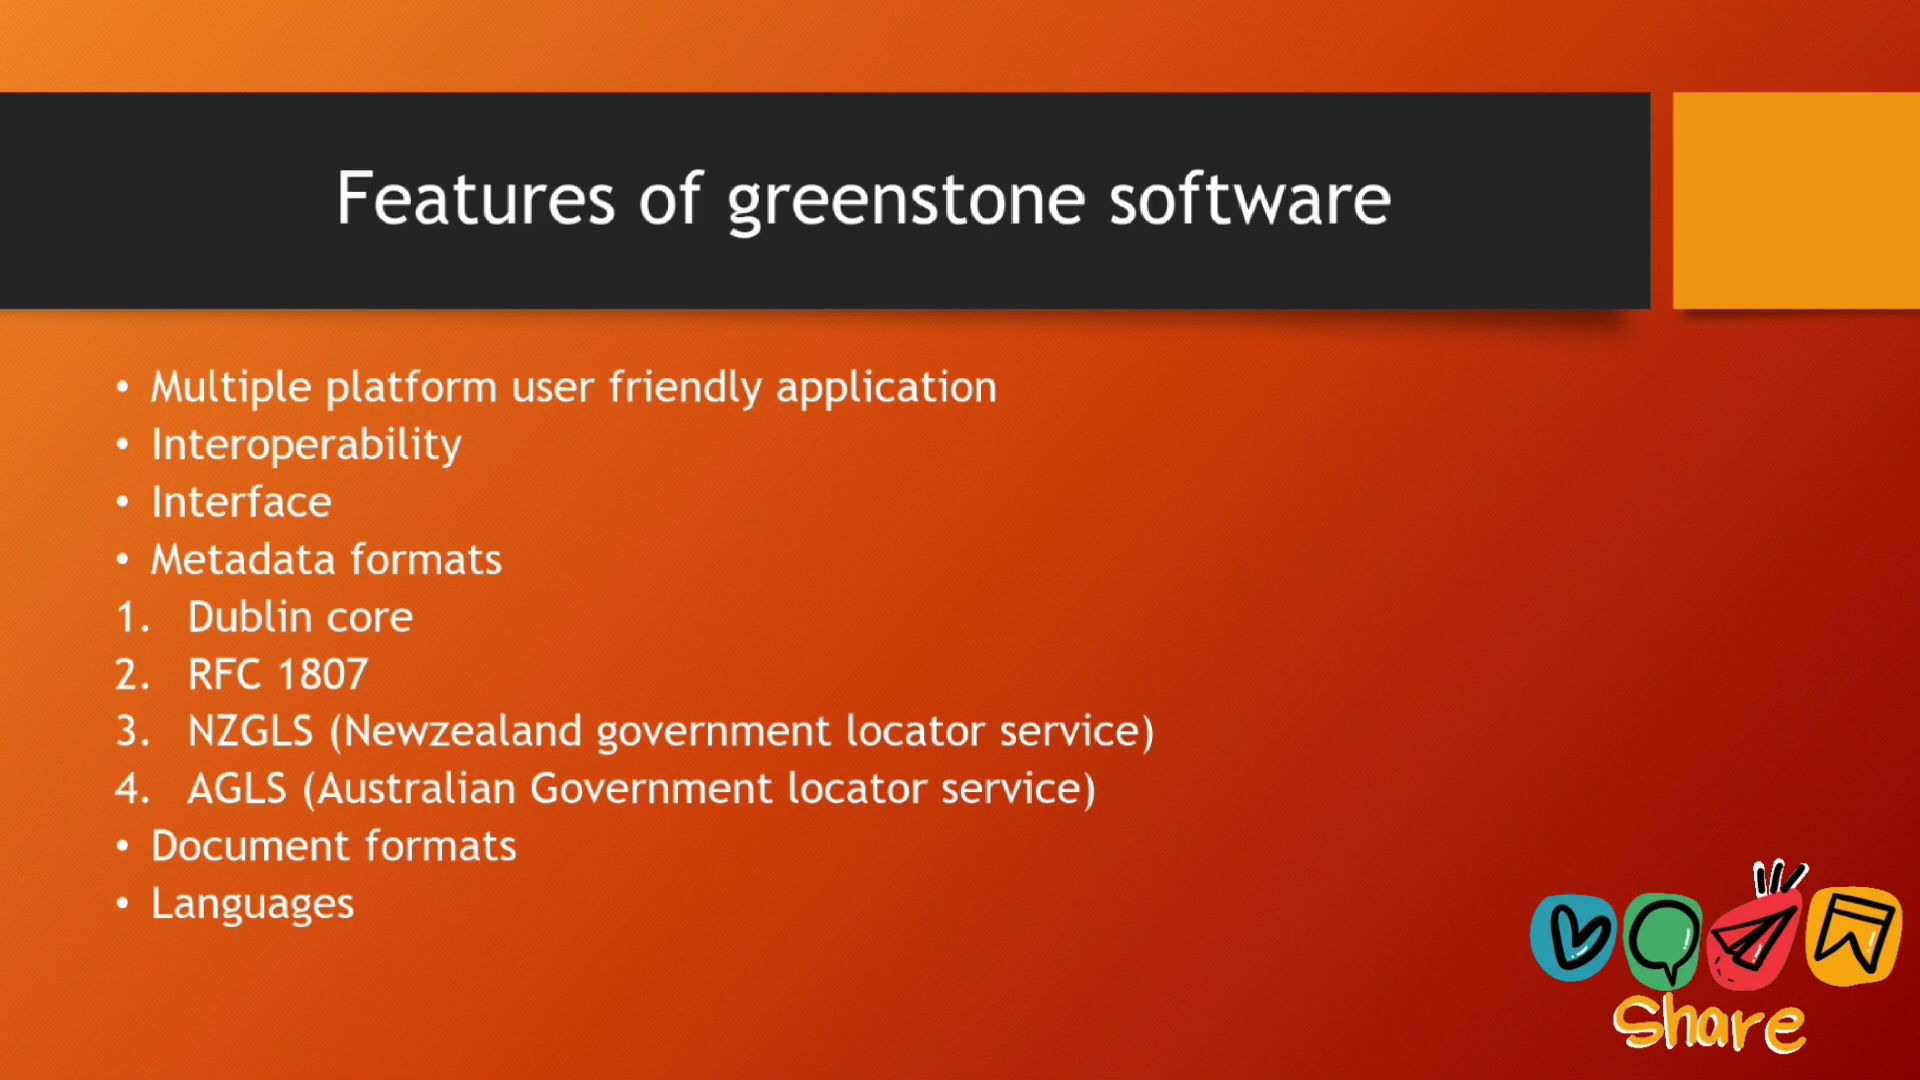 Features of greenstone software
• Multiple platform user friendly application
• Interoperability
• Interface
• Metadata formats
1. Dublin core
2. RFC 1807
3. NZGLS (Newzealand government locator service)
4. AGLS (Australian Government locator service)
• Document formats
• Languages
Share